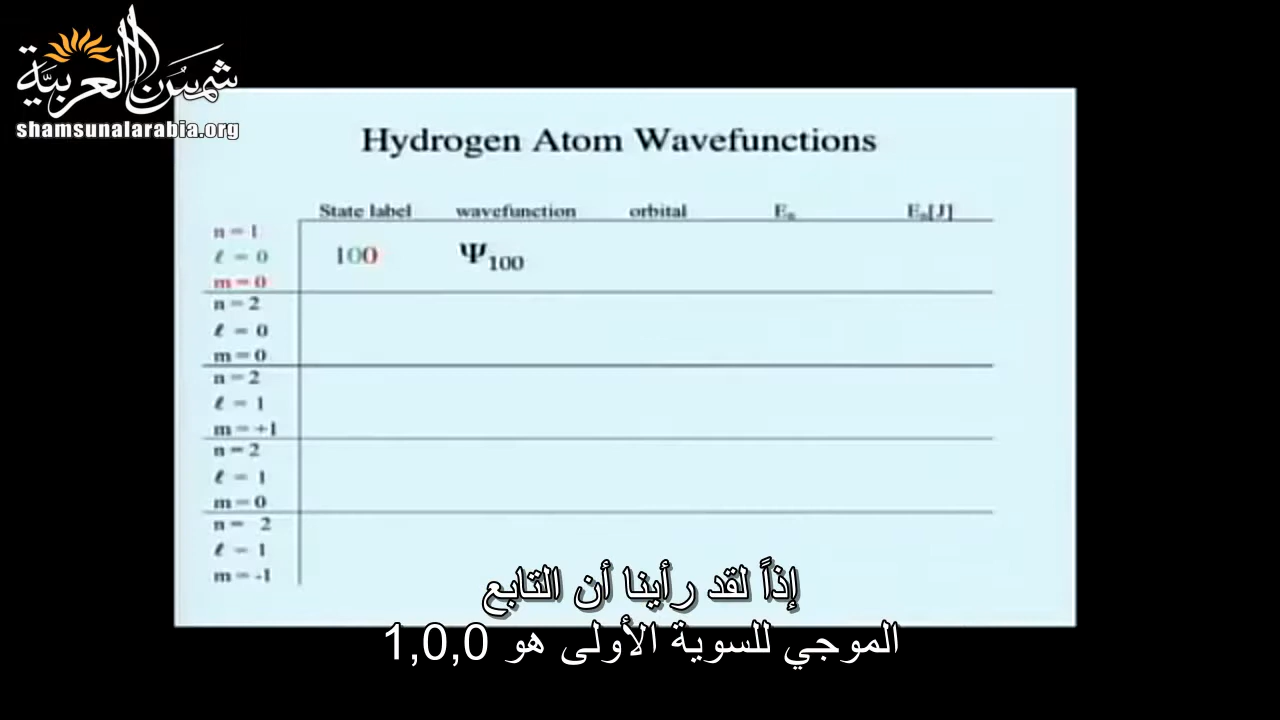 شمس العربية
shamsunalarabia.org
Hydrogen Atom Wavefunctions
State label wavefunction orbital Eₙ Eₙ[J]
n = 1
ℓ = 0 100 Ψ₁₀₀
m = 0
n = 2
ℓ = 0
m = 0
n = 2
ℓ = 1
m = +1
n = 2
ℓ = 1
m = 0
n = 2
ℓ = 1
m = -1
إذاً لقد رأينا أن التابع
الموجي للسوية الأولى هو 1,0,0